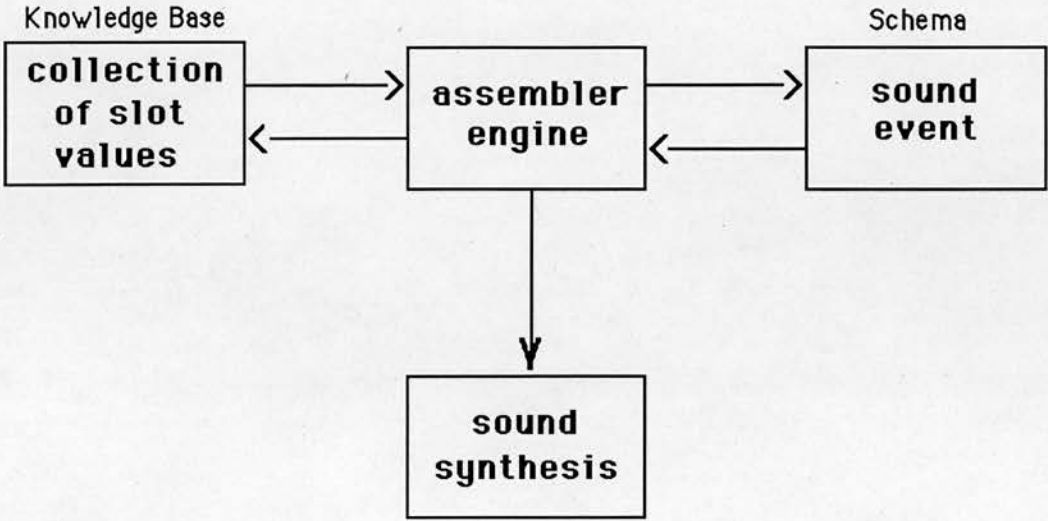 Knowledge Base
collection
of slot
values
assembler
engine
Schema
sound
event
sound
synthesis